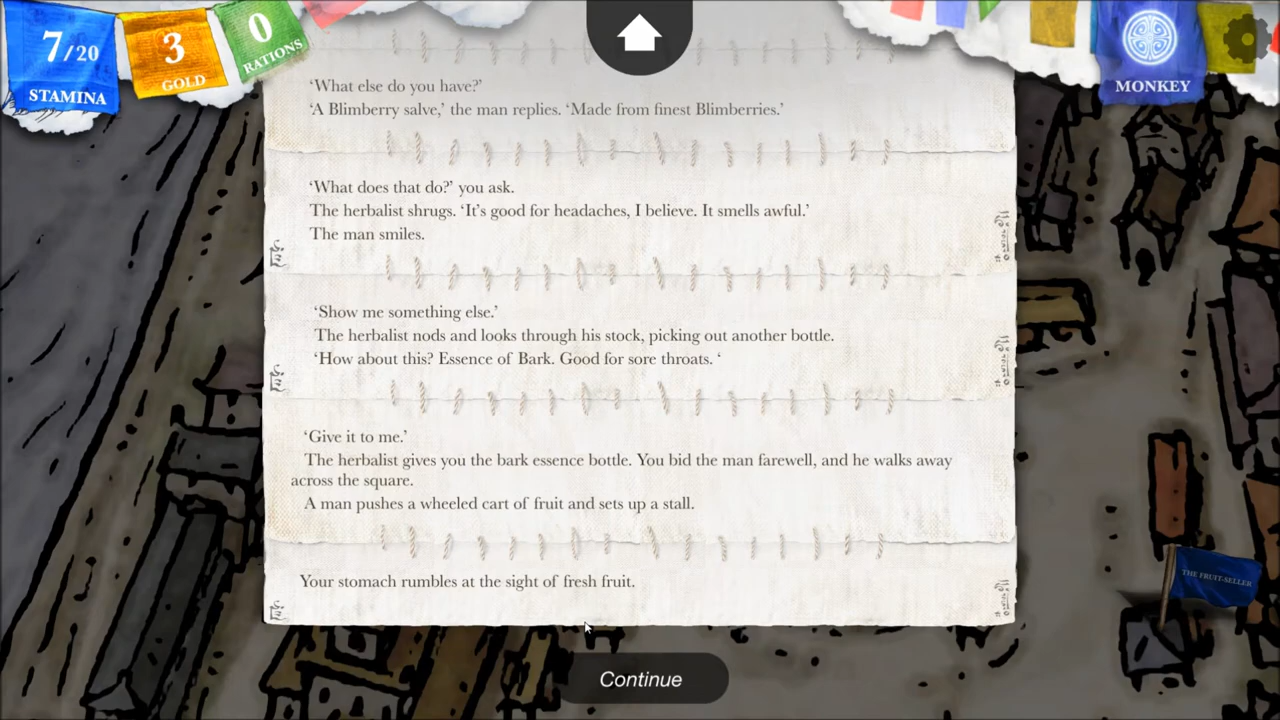 7/20
STAMINA
3
GOLD
0
RATIONS
MONKEY
‘What else do you have?’
‘A Blimberry salve,’ the man replies. ‘Made from finest Blimberries.’
‘What does that do?’ you ask.
The herbalist shrugs. ‘It’s good for headaches, I believe. It smells awful.’
The man smiles.
‘Show me something else.’
The herbalist nods and looks through his stock, picking out another bottle.
‘How about this? Essence of Bark. Good for sore throats. ‘
‘Give it to me.’
The herbalist gives you the bark essence bottle. You bid the man farewell, and he walks away
across the square.
A man pushes a wheeled cart of fruit and sets up a stall.
Your stomach rumbles at the sight of fresh fruit.
THE FRUIT-SELLER
Continue